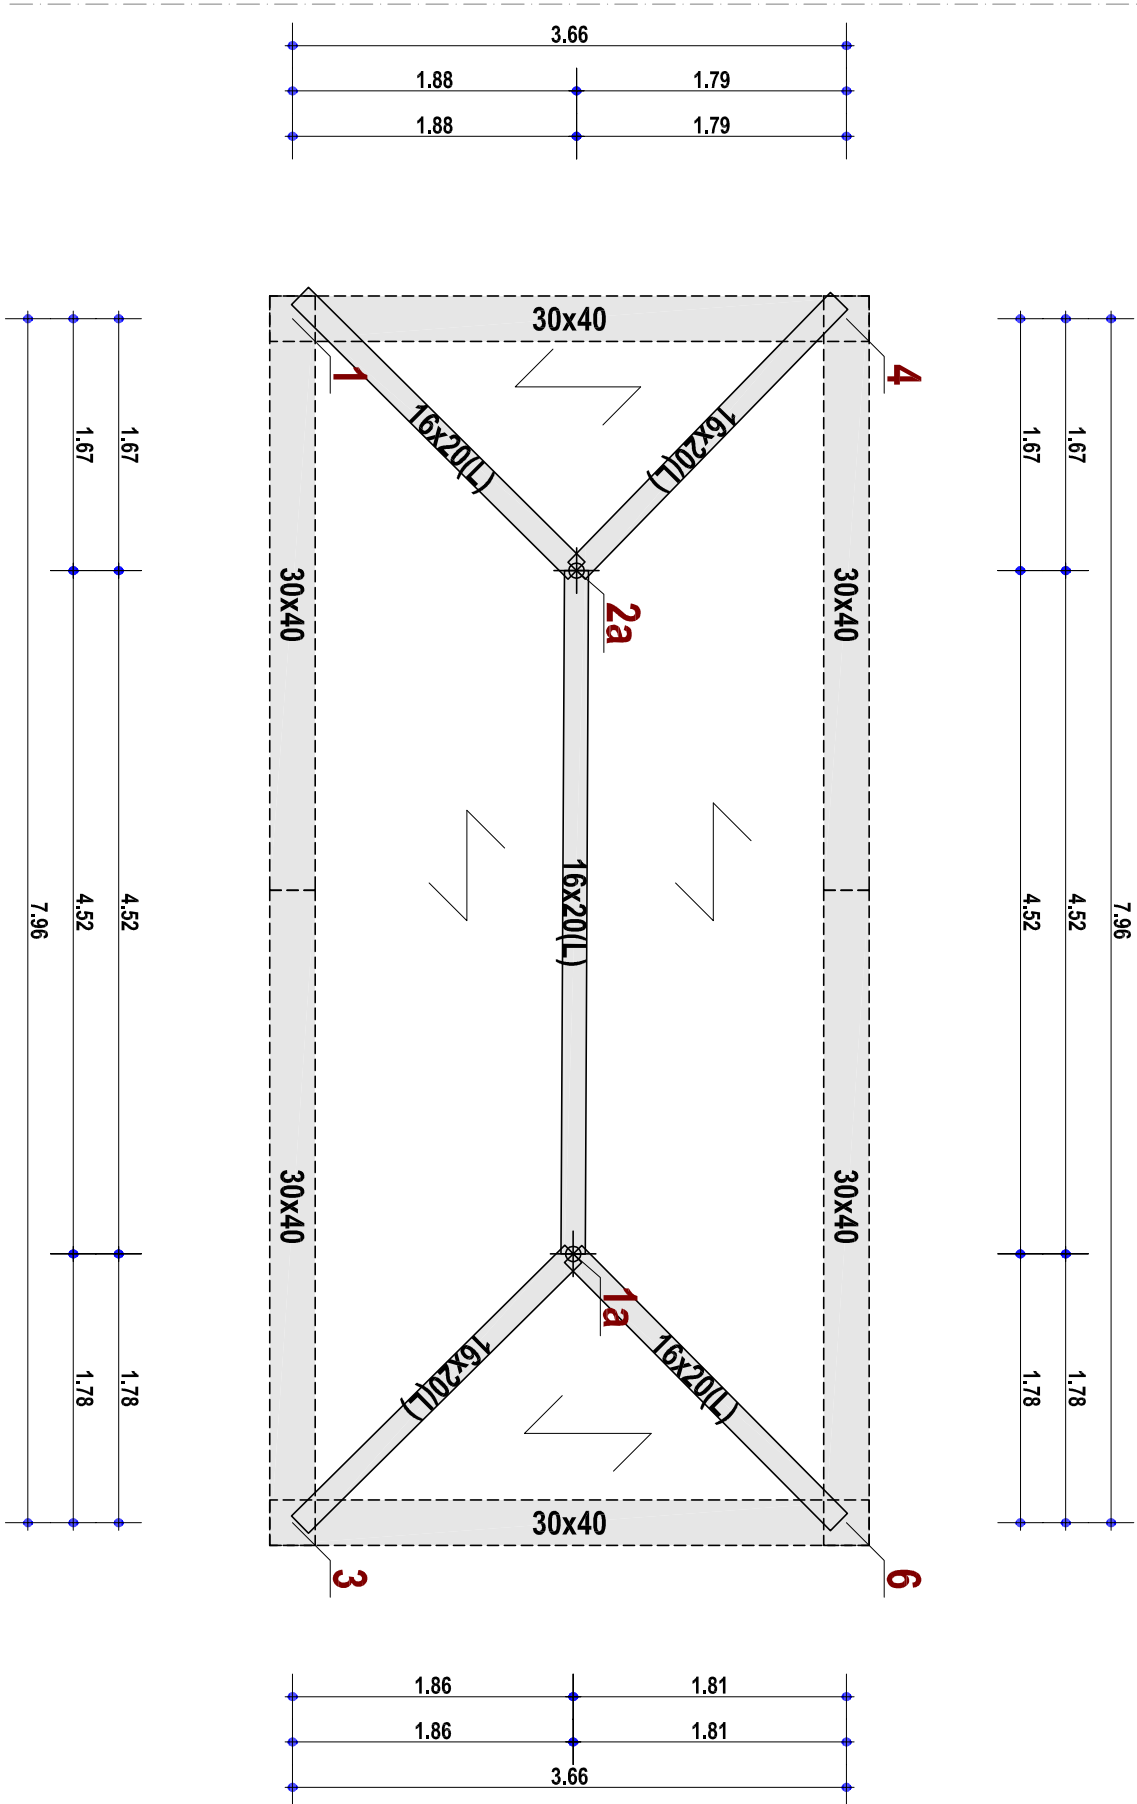 3.66
1.88 1.79
1.88 1.79
30x40
1 4
16x20(L) 16x20(L)
1.67 1.67 1.67 1.67
30x40 30x40
2a
7.96 4.52 4.52 16x20(L) 4.52 4.52 7.96
30x40 30x40
1a
16x20(L) 16x20(L)
1.78 1.78 1.78 1.78
30x40
3 6
1.86 1.81
1.86 1.81
3.66